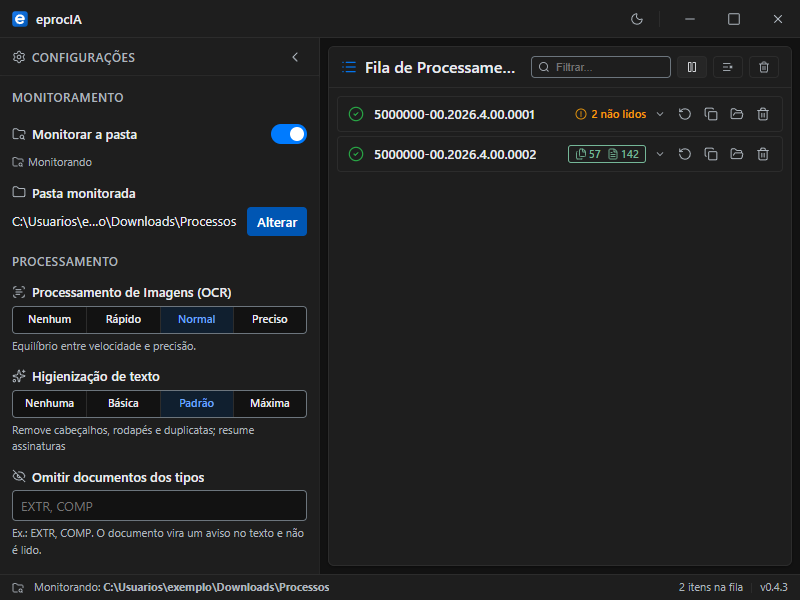 eprocIA
CONFIGURAÇÕES
MONITORAMENTO
Monitorar a pasta
Monitorando
Pasta monitorada
C:\Usuarios\e...o\Downloads\Processos
Alterar
PROCESSAMENTO
Processamento de Imagens (OCR)
Nenhum Rápido Normal Preciso
Equilíbrio entre velocidade e precisão.
Higienização de texto
Nenhuma Básica Padrão Máxima
Remove cabeçalhos, rodapés e duplicatas; resume
assinaturas
Omitir documentos dos tipos
EXTR, COMP
Ex.: EXTR, COMP. O documento vira um aviso no texto e não
é lido.
Fila de Processame...
Filtrar...
5000000-00.2026.4.00.0001
2 não lidos
5000000-00.2026.4.00.0002
57 142
Monitorando: C:\Usuarios\exemplo\Downloads\Processos
2 itens na fila
v0.4.3